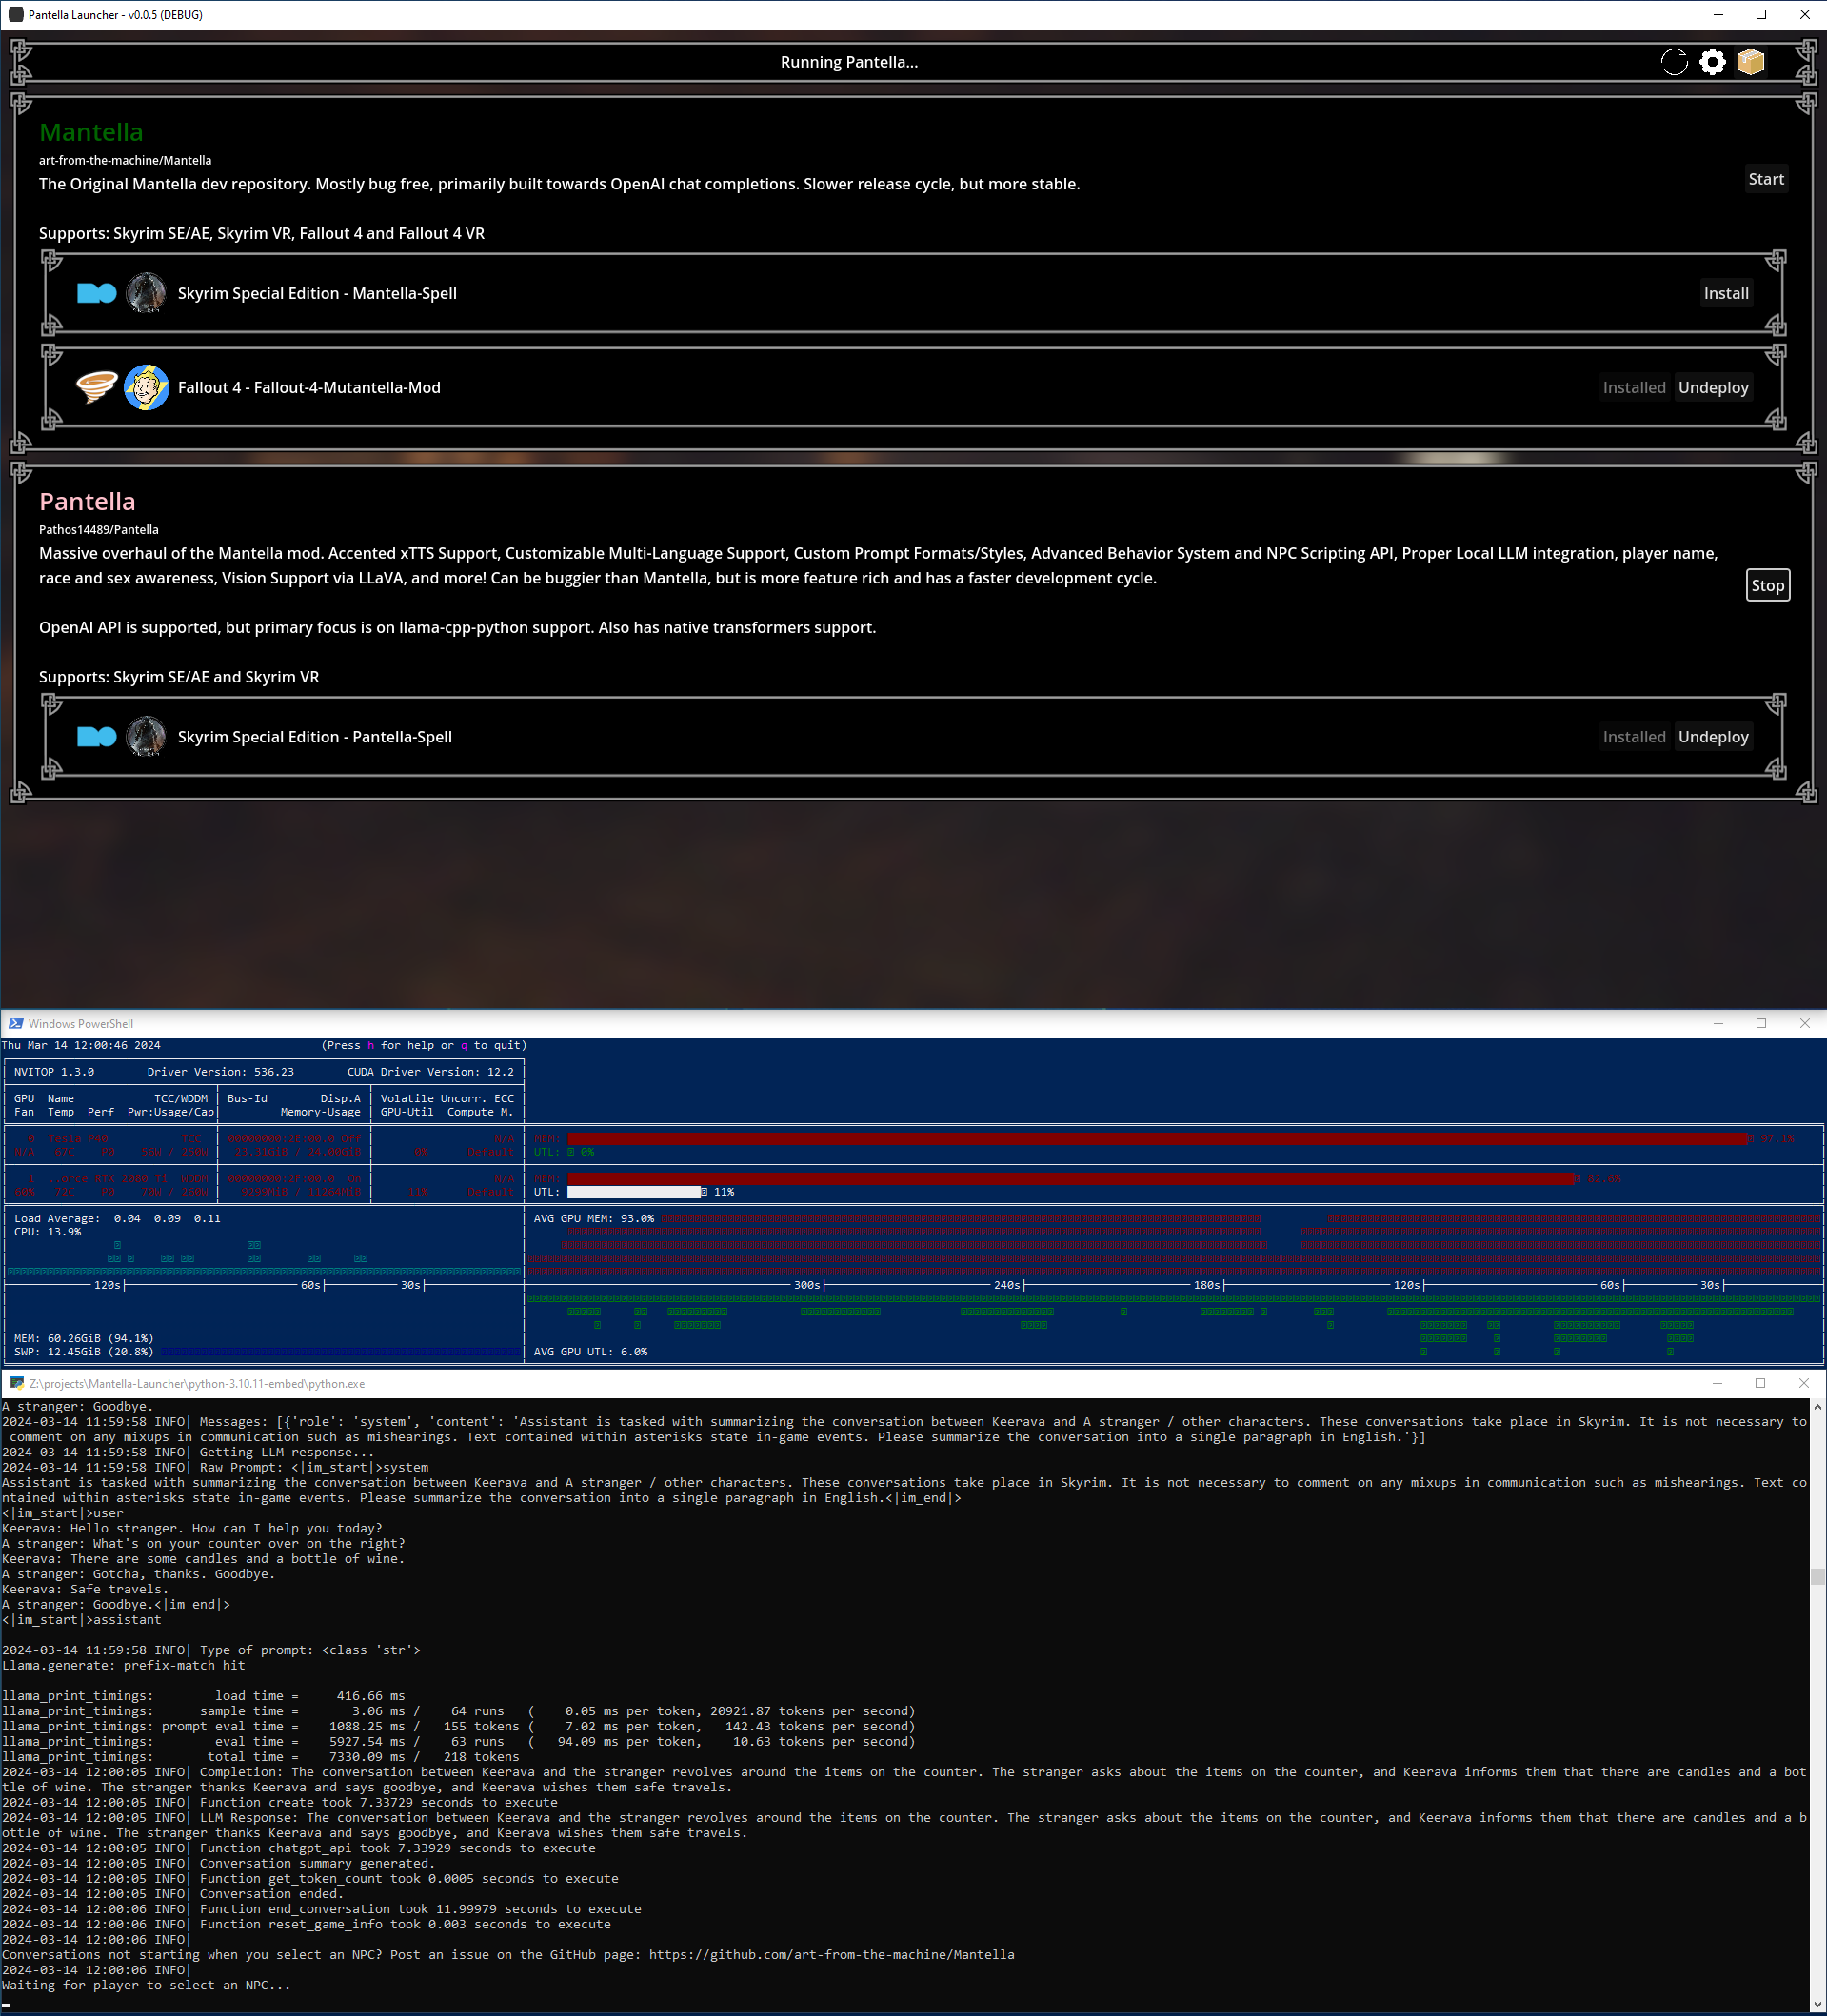 Pantella Launcher - v0.0.5 (DEBUG)
Running Pantella...
Mantella
art-from-the-machine/Mantella
The Original Mantella dev repository. Mostly bug free, primarily built towards OpenAI chat completions. Slower release cycle, but more stable.
Start
Supports: Skyrim SE/AE, Skyrim VR, Fallout 4 and Fallout 4 VR
Skyrim Special Edition - Mantella-Spell
Install
Fallout 4 - Fallout-4-Mutantella-Mod
Installed Undeploy
Pantella
Pathos14489/Pantella
Massive overhaul of the Mantella mod. Accented xTTS Support, Customizable Multi-Language Support, Custom Prompt Formats/Styles, Advanced Behavior System and NPC Scripting API, Proper Local LLM integration, player name,
race and sex awareness, Vision Support via LLaVA, and more! Can be buggier than Mantella, but is more feature rich and has a faster development cycle.
Stop
OpenAI API is supported, but primary focus is on llama-cpp-python support. Also has native transformers support.
Supports: Skyrim SE/AE and Skyrim VR
Skyrim Special Edition - Pantella-Spell
Installed Undeploy
Windows PowerShell
Thu Mar 14 12:00:46 2024 (Press h for help or q to quit)
NVITOP 1.3.0 Driver Version: 536.23 CUDA Driver Version: 12.2
GPU Name TCC/WDDM Bus-Id Disp.A Volatile Uncorr. ECC
Fan Temp Perf Pwr:Usage/Cap Memory-Usage GPU-Util Compute M.
0 Tesla P40 TCC 00000000:2E:00.0 Off N/A MEM: 97.1%
N/A 67C P0 56W / 250W 23.31GiB / 24.00GiB 0% Default UTL: 0%
1 ..orce RTX 2080 Ti WDDM 00000000:2F:00.0 On N/A MEM:
60% 72C P0 70W / 260W / 11264MiB 11% Default UTL: 11%
Load Average: 0.04 0.09 0.11 AVG GPU MEM: 93.0%
CPU: 13.9%
120s 60s 30s 300s 240s 180s 120s 60s 30s
MEM: 60.26GiB (94.1%)
SWP: 12.45GiB (20.8%) AVG GPU UTL: 6.0%
Z:\projects\Mantella-Launcher\python-3.10.11-embed\python.exe
A stranger: Goodbye.
2024-03-14 11:59:58 INFO| Messages: [{'role': 'system', 'content': 'Assistant is tasked with summarizing the conversation between Keerava and A stranger / other characters. These conversations take place in Skyrim. It is not necessary to
comment on any mixups in communication such as mishearings. Text contained within asterisks state in-game events. Please summarize the conversation into a single paragraph in English.'}]
2024-03-14 11:59:58 INFO| Getting LLM response...
2024-03-14 11:59:58 INFO| Raw Prompt: <|im_start|>system
Assistant is tasked with summarizing the conversation between Keerava and A stranger / other characters. These conversations take place in Skyrim. It is not necessary to comment on any mixups in communication such as mishearings. Text co
ntained within asterisks state in-game events. Please summarize the conversation into a single paragraph in English.<|im_end|>
<|im_start|>user
Keerava: Hello stranger. How can I help you today?
A stranger: What's on your counter over on the right?
Keerava: There are some candles and a bottle of wine.
A stranger: Gotcha, thanks. Goodbye.
Keerava: Safe travels.
A stranger: Goodbye.<|im_end|>
<|im_start|>assistant
2024-03-14 11:59:58 INFO| Type of prompt: <class 'str'>
Llama.generate: prefix-match hit
llama_print_timings: load time = 416.66 ms
llama_print_timings: sample time = 3.06 ms / 64 runs ( 0.05 ms per token, 20921.87 tokens per second)
llama_print_timings: prompt eval time = 1088.25 ms / 155 tokens ( 7.02 ms per token, 142.43 tokens per second)
llama_print_timings: eval time = 5927.54 ms / 63 runs ( 94.09 ms per token, 10.63 tokens per second)
llama_print_timings: total time = 7330.09 ms / 218 tokens
2024-03-14 12:00:05 INFO| Completion: The conversation between Keerava and the stranger revolves around the items on the counter. The stranger asks about the items on the counter, and Keerava informs them that there are candles and a bot
tle of wine. The stranger thanks Keerava and says goodbye, and Keerava wishes them safe travels.
2024-03-14 12:00:05 INFO| Function create took 7.33729 seconds to execute
2024-03-14 12:00:05 INFO| LLM Response: The conversation between Keerava and the stranger revolves around the items on the counter. The stranger asks about the items on the counter, and Keerava informs them that there are candles and a b
ottle of wine. The stranger thanks Keerava and says goodbye, and Keerava wishes them safe travels.
2024-03-14 12:00:05 INFO| Function chatgpt_api took 7.33929 seconds to execute
2024-03-14 12:00:05 INFO| Conversation summary generated.
2024-03-14 12:00:05 INFO| Function get_token_count took 0.0005 seconds to execute
2024-03-14 12:00:05 INFO| Conversation ended.
2024-03-14 12:00:06 INFO| Function end_conversation took 11.99979 seconds to execute
2024-03-14 12:00:06 INFO| Function reset_game_info took 0.003 seconds to execute
2024-03-14 12:00:06 INFO|
Conversations not starting when you select an NPC? Post an issue on the GitHub page: https://github.com/art-from-the-machine/Mantella
2024-03-14 12:00:06 INFO|
Waiting for player to select an NPC...